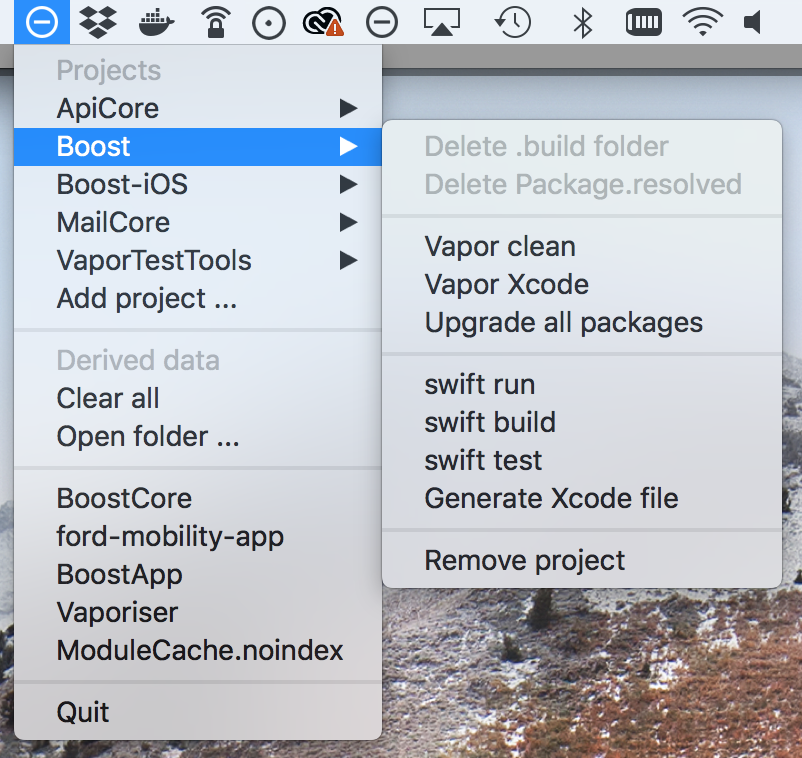 Projects
ApiCore
Boost
Boost-iOS
MailCore
VaporTestTools
Add project ...
Derived data
Clear all
Open folder ...
BoostCore
ford-mobility-app
BoostApp
Vaporiser
ModuleCache.noindex
Quit
Delete .build folder
Delete Package.resolved
Vapor clean
Vapor Xcode
Upgrade all packages
swift run
swift build
swift test
Generate Xcode file
Remove project